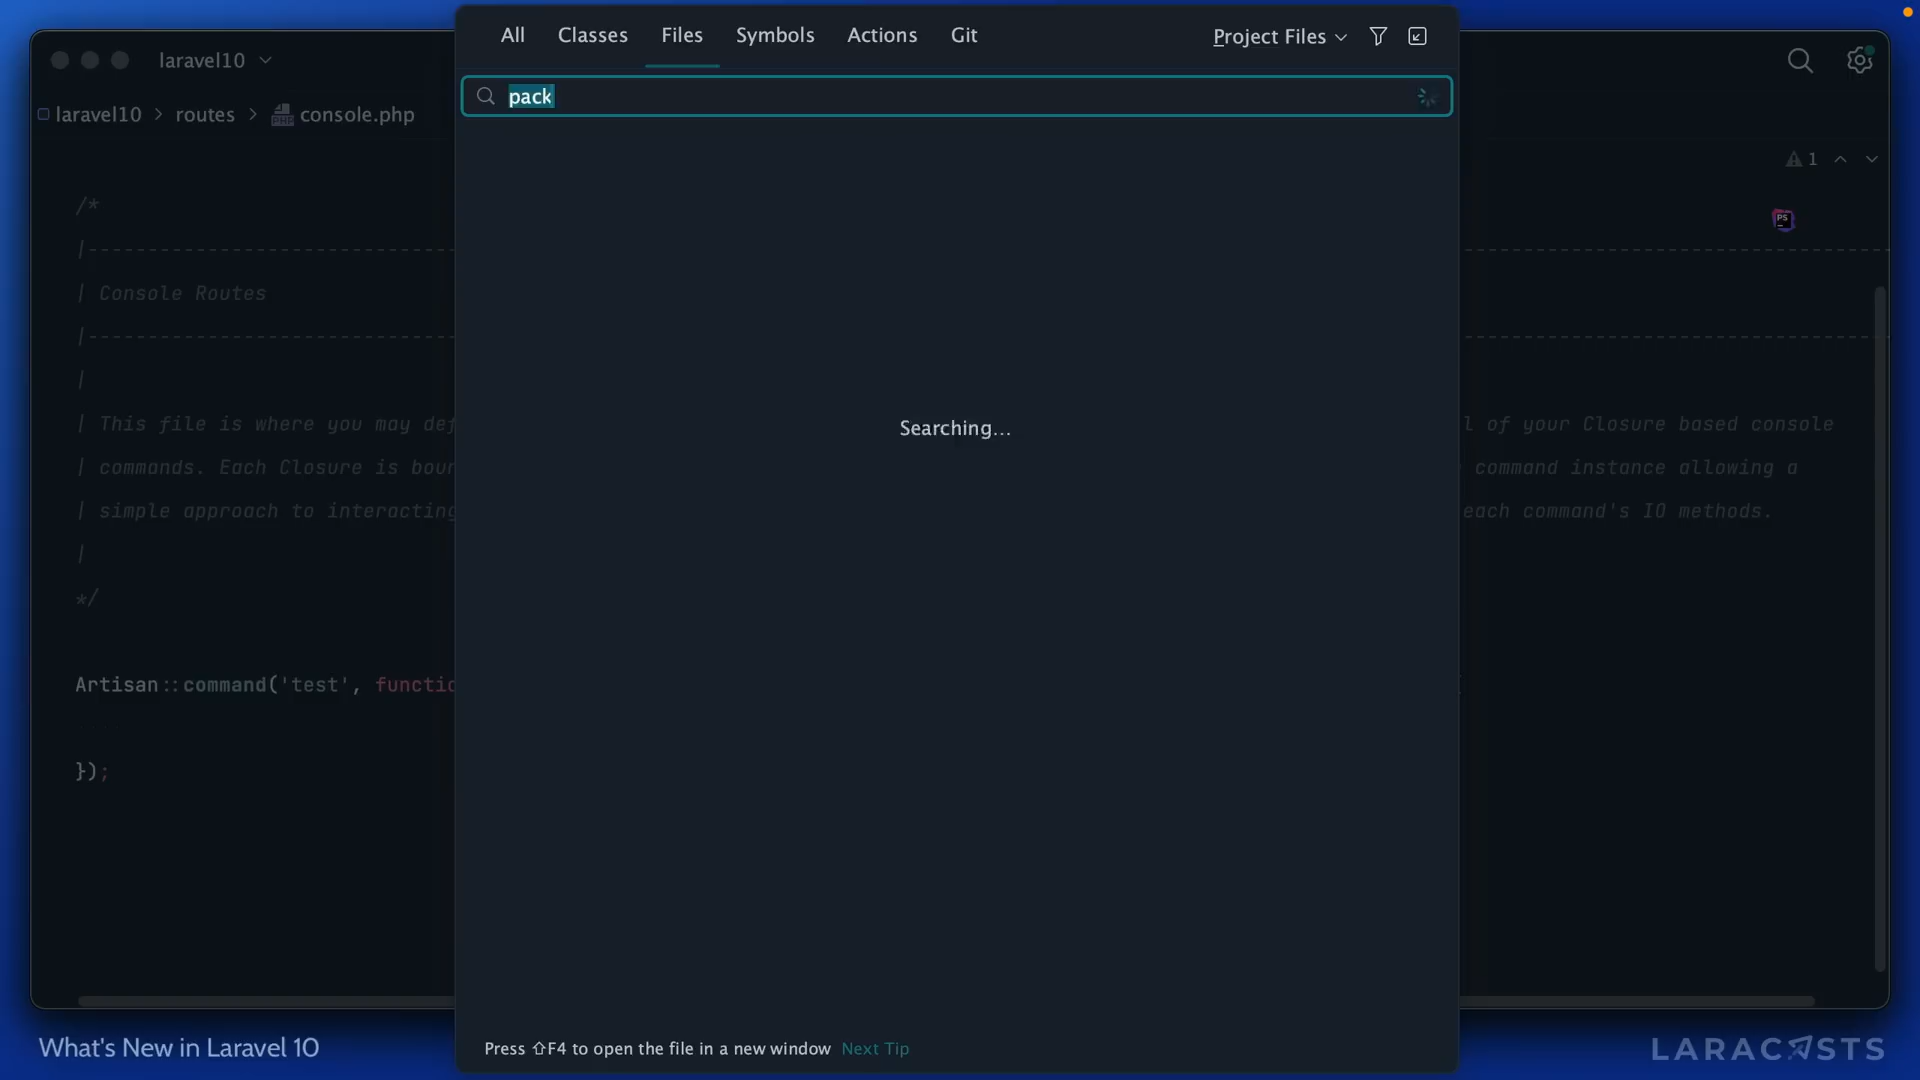 All Classes Files Symbols Actions Git Project Files
laravel10
pack
laravel10 > routes > console.php
1
/*
|--------------------------------
| Console Routes
|--------------------------------
|
| This file is where you may def l of your Closure based console
| commands. Each Closure is boun command instance allowing a
| simple approach to interacting each command's IO methods.
|
*/
Searching...
Artisan::command('test', functio
});
Press ⇧F4 to open the file in a new window Next Tip
What's New in Laravel 10
LARACASTS
PS